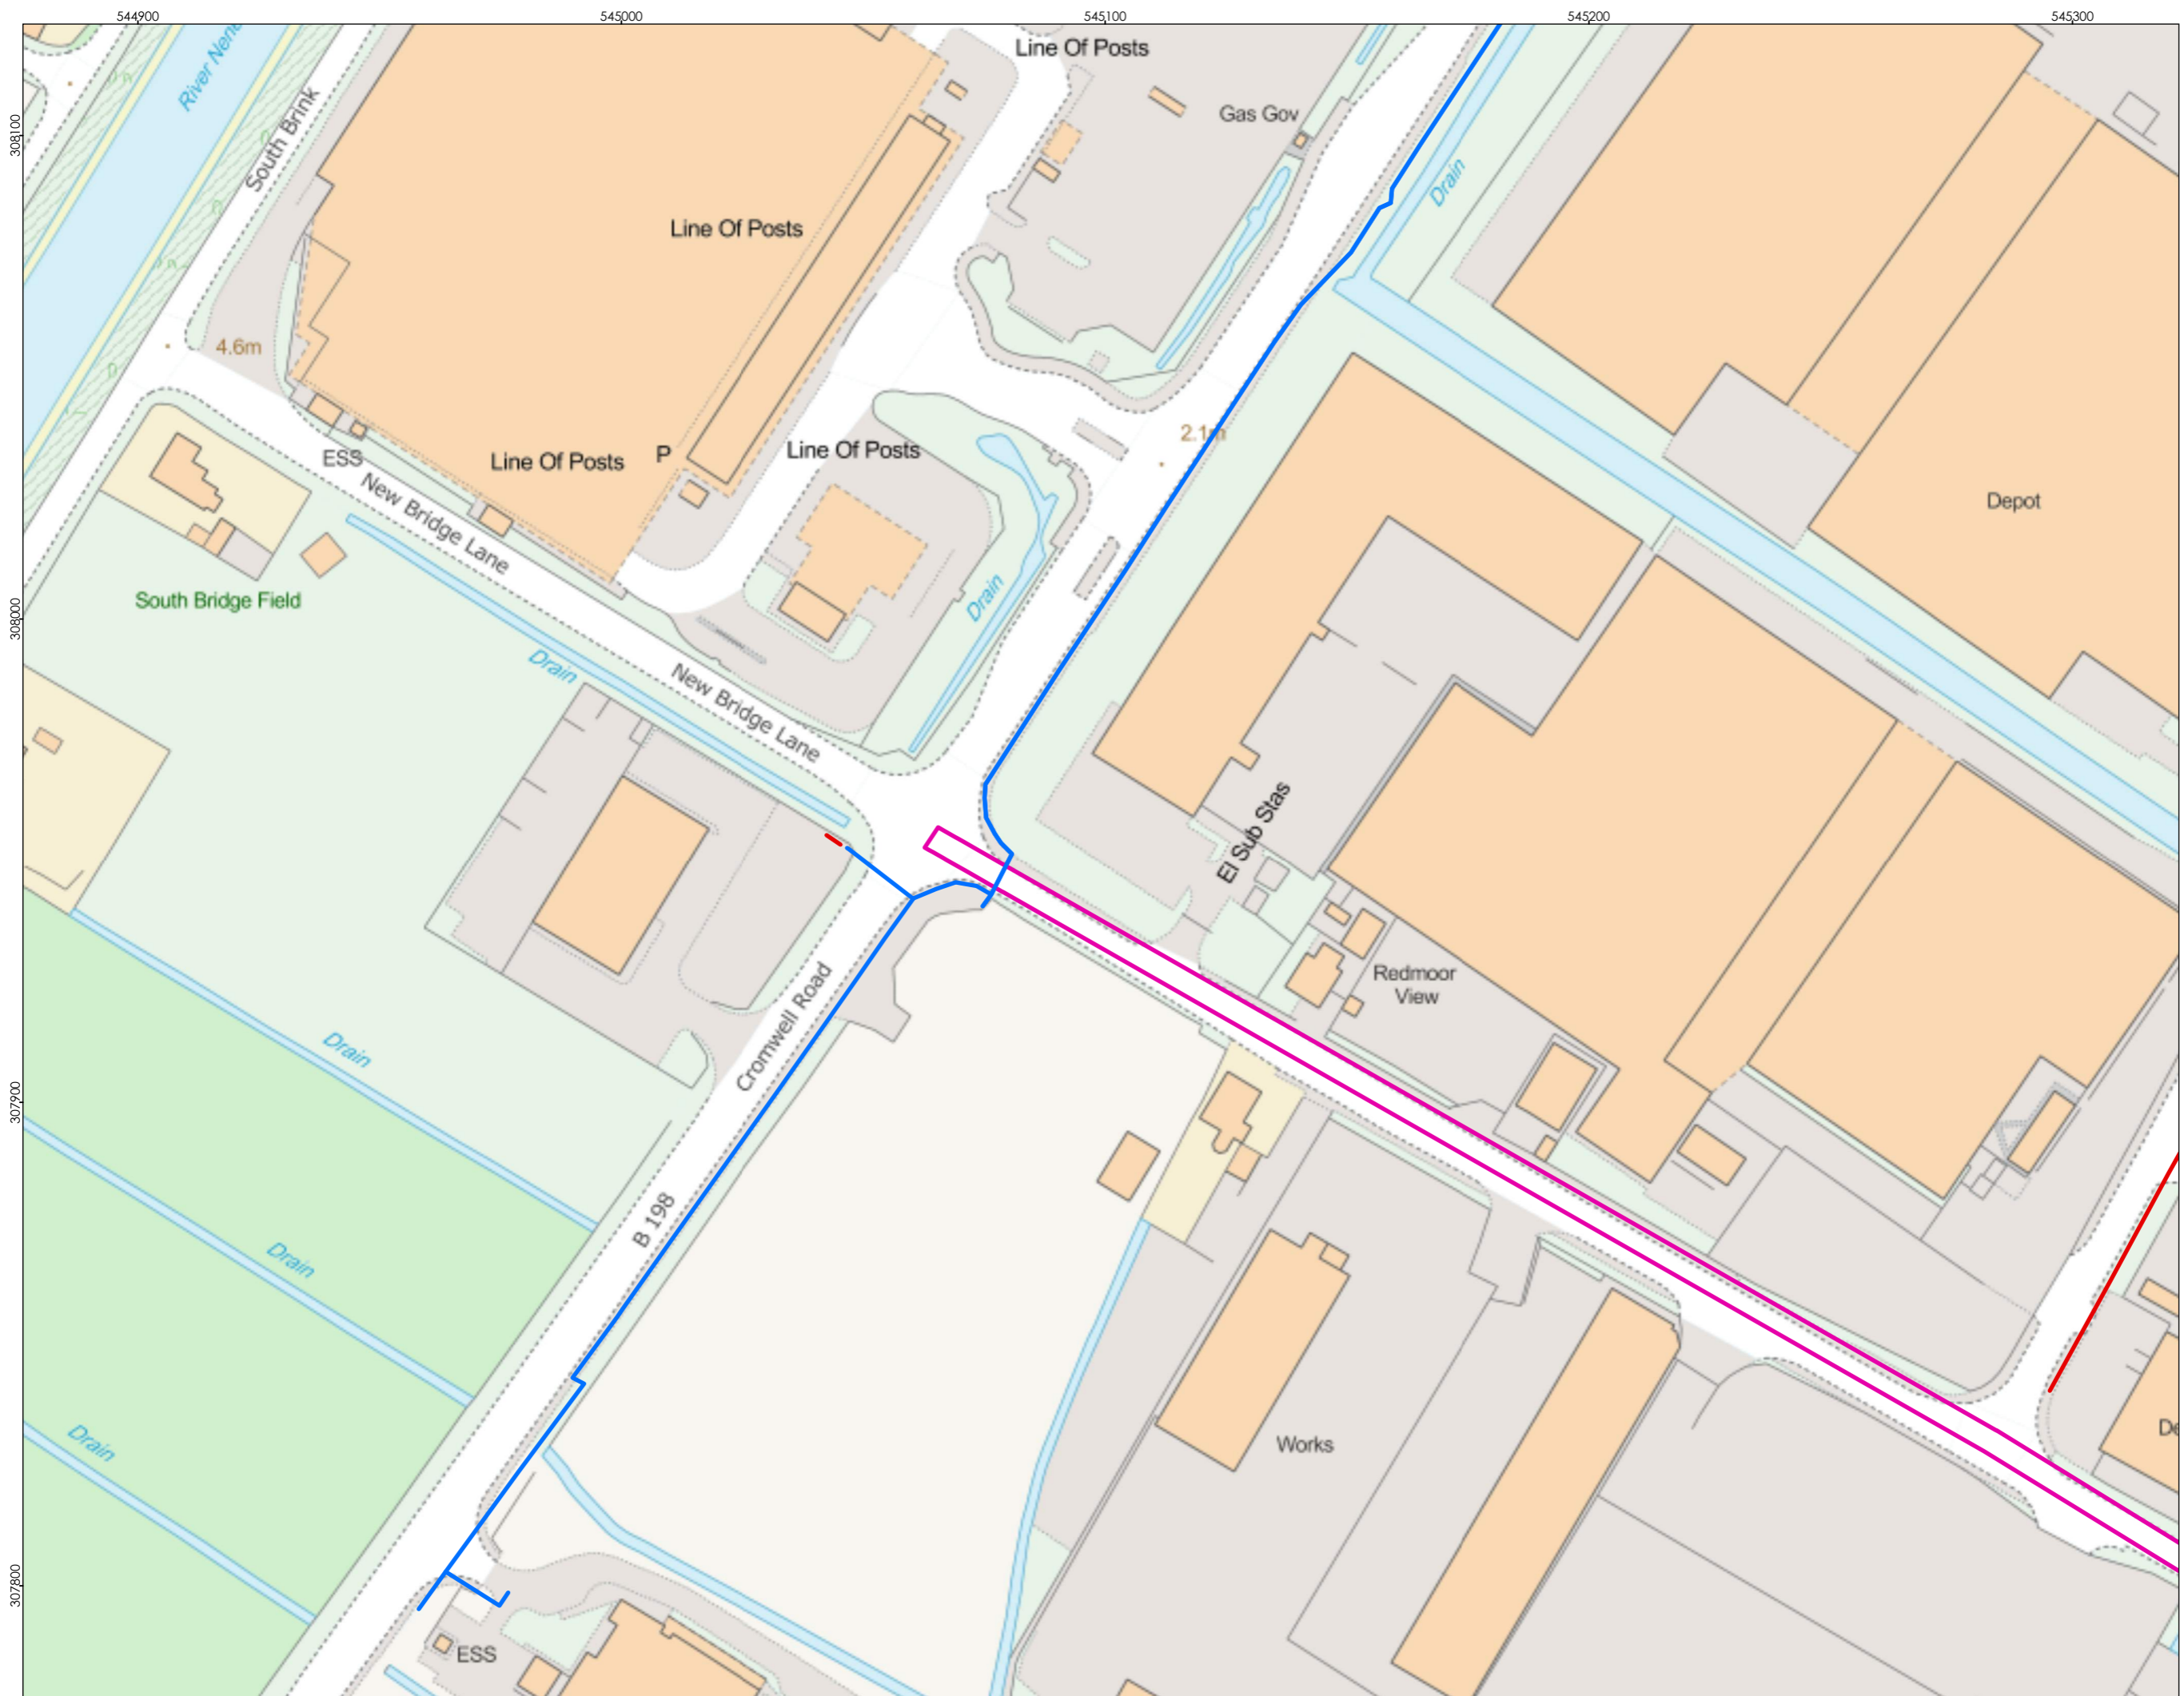 544900
545000
545100
545200
545300
308100
308000
307900
307800
Line Of Posts
River Nene
South Brink
Gas Gov
Drain
Line Of Posts
4.6m
2.1m
Line Of Posts
P
Line Of Posts
ESS
New Bridge Lane
Depot
South Bridge Field
Drain
Drain
New Bridge Lane
El Sub Stas
Redmoor
View
Cromwell Road
Drain
B 198
Drain
Drain
Works
ESS